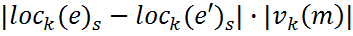 |loc_k(e)_s − loc_k(e′)_s| ⋅ |v_k(m)|